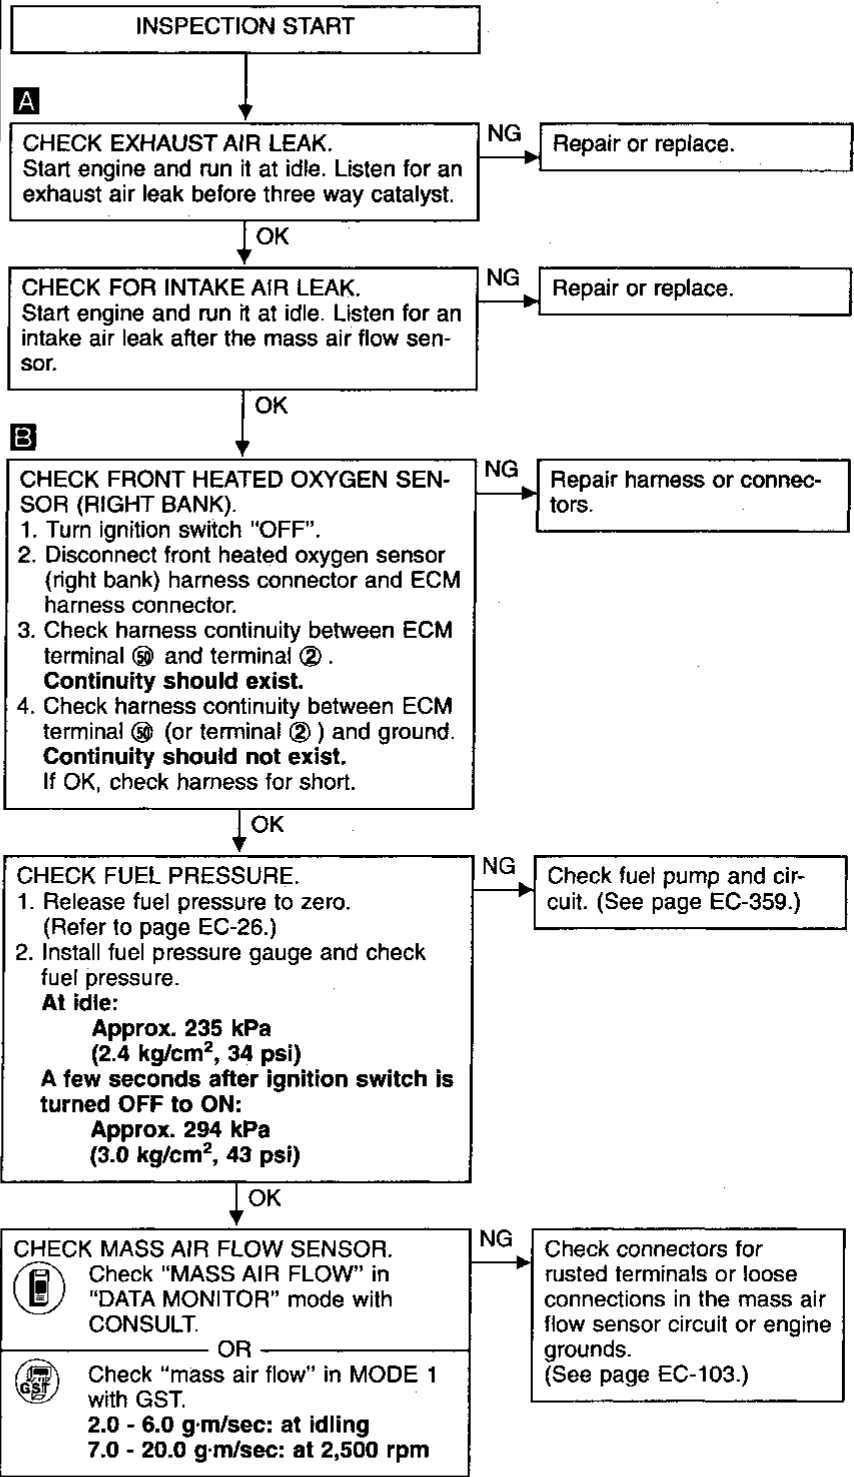 INSPECTION START
A
CHECK EXHAUST AIR LEAK.
Start engine and run it at idle. Listen for an
exhaust air leak before three way catalyst.
NG
Repair or replace.
OK
CHECK FOR INTAKE AIR LEAK.
Start engine and run it at idle. Listen for an
intake air leak after the mass air flow sen-
sor.
NG
Repair or replace.
OK
B
CHECK FRONT HEATED OXYGEN SEN-
SOR (RIGHT BANK).
1. Turn ignition switch "OFF".
2. Disconnect front heated oxygen sensor
(right bank) harness connector and ECM
harness connector.
3. Check harness continuity between ECM
terminal ㊿ and terminal ②.
Continuity should exist.
4. Check harness continuity between ECM
terminal ㊿ (or terminal ②) and ground.
Continuity should not exist.
If OK, check harness for short.
NG
Repair harness or connec-
tors.
OK
CHECK FUEL PRESSURE.
1. Release fuel pressure to zero.
(Refer to page EC-26.)
2. Install fuel pressure gauge and check
fuel pressure.
At idle:
Approx. 235 kPa
(2.4 kg/cm², 34 psi)
A few seconds after ignition switch is
turned OFF to ON:
Approx. 294 kPa
(3.0 kg/cm², 43 psi)
NG
Check fuel pump and cir-
cuit. (See page EC-359.)
OK
CHECK MASS AIR FLOW SENSOR.
Check "MASS AIR FLOW" in
"DATA MONITOR" mode with
CONSULT.
OR
GST
Check "mass air flow" in MODE 1
with GST.
2.0 - 6.0 g·m/sec: at idling
7.0 - 20.0 g·m/sec: at 2,500 rpm
NG
Check connectors for
rusted terminals or loose
connections in the mass air
flow sensor circuit or engine
grounds.
(See page EC-103.)